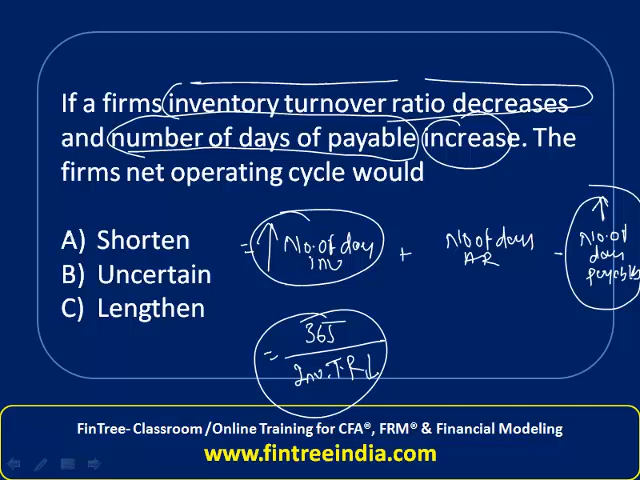 If a firms inventory turnover ratio decreases
and number of days of payable increase. The
firms net operating cycle would
A) Shorten
B) Uncertain
C) Lengthen
= ↑ No. of day inv + No of days AR - ↑ No. of day payables
= 365 / Inv. T. R ↓
FinTree- Classroom /Online Training for CFA®, FRM® & Financial Modeling
www.fintreeindia.com